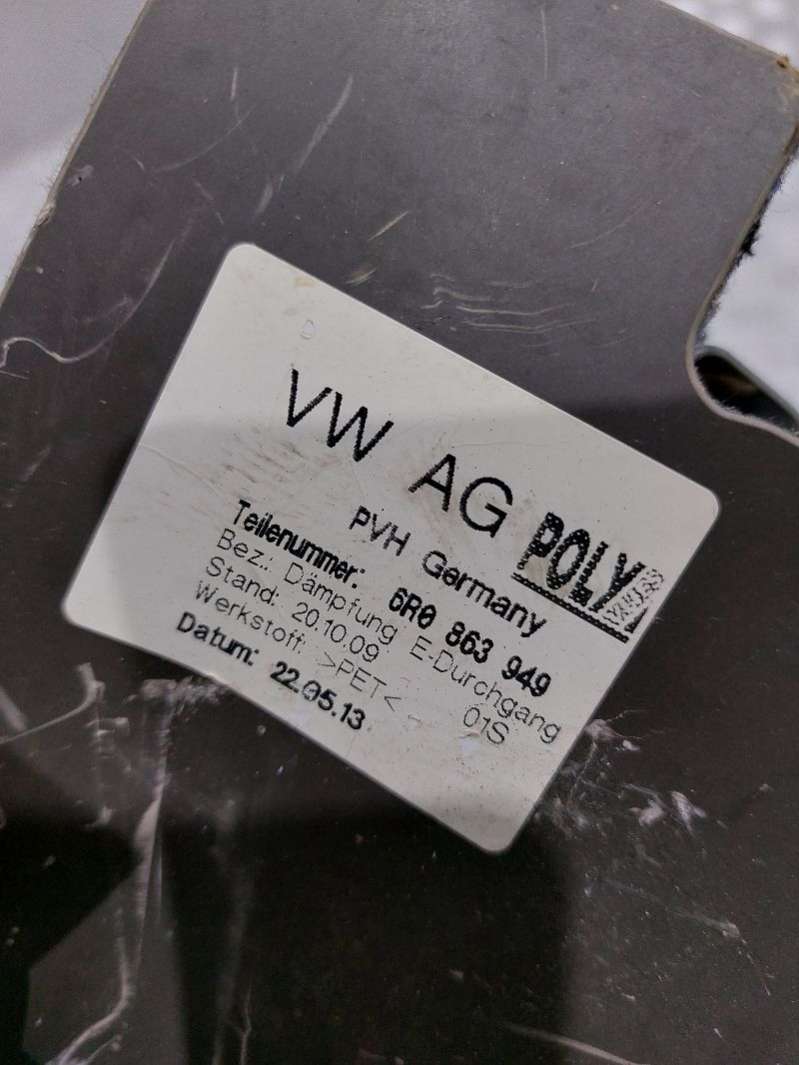 VW AG
POLY
PVH Germany
Teilenummer: 6R0 863 949
Bez.: Dämpfung E-Durchgang
Stand: 20.10.09 01S
Werkstoff: >PET<
Datum: 22.05.13